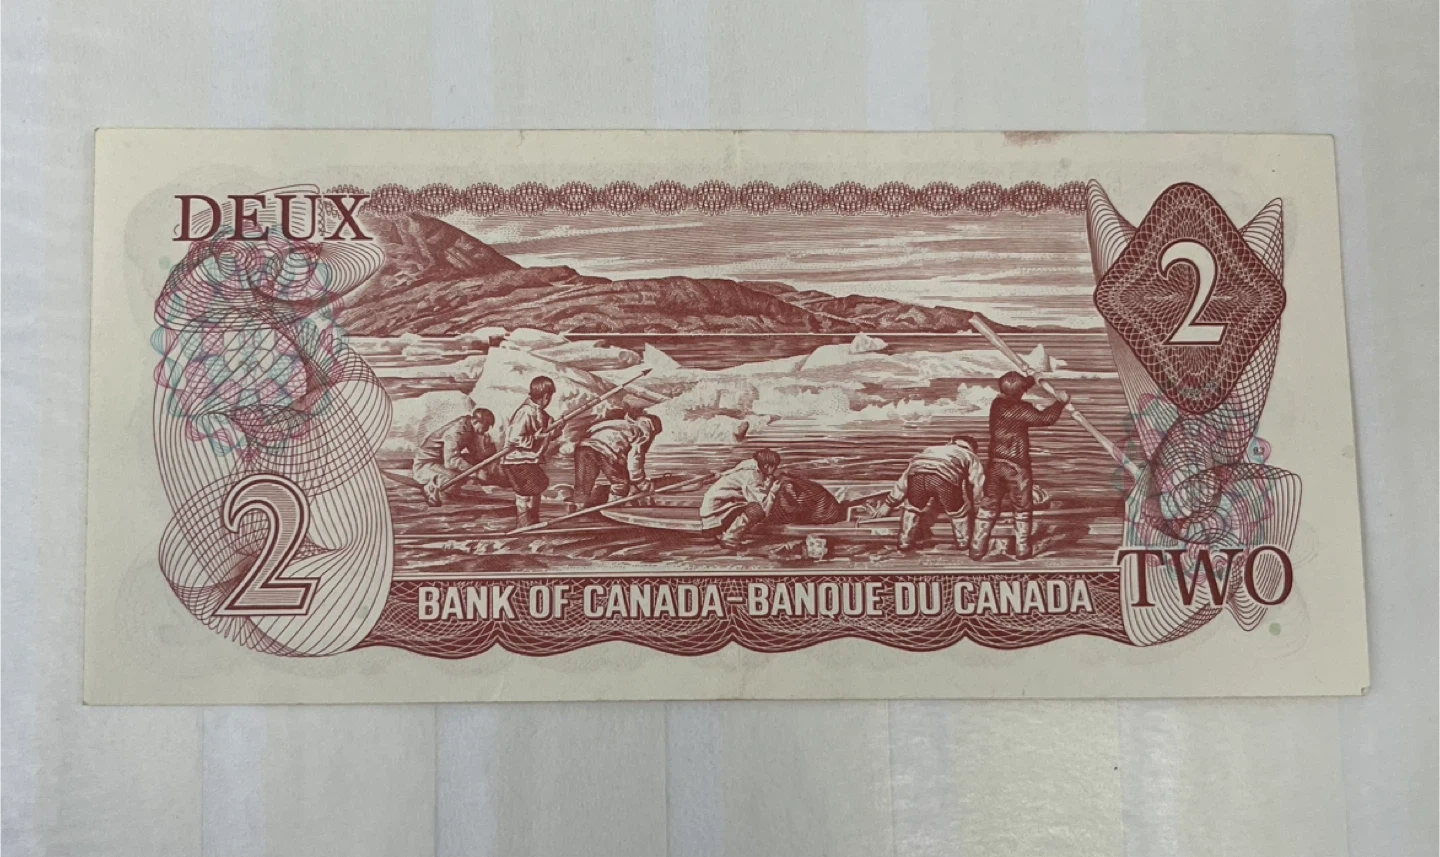 DEUX
2
2
BANK OF CANADA-BANQUE DU CANADA
TWO